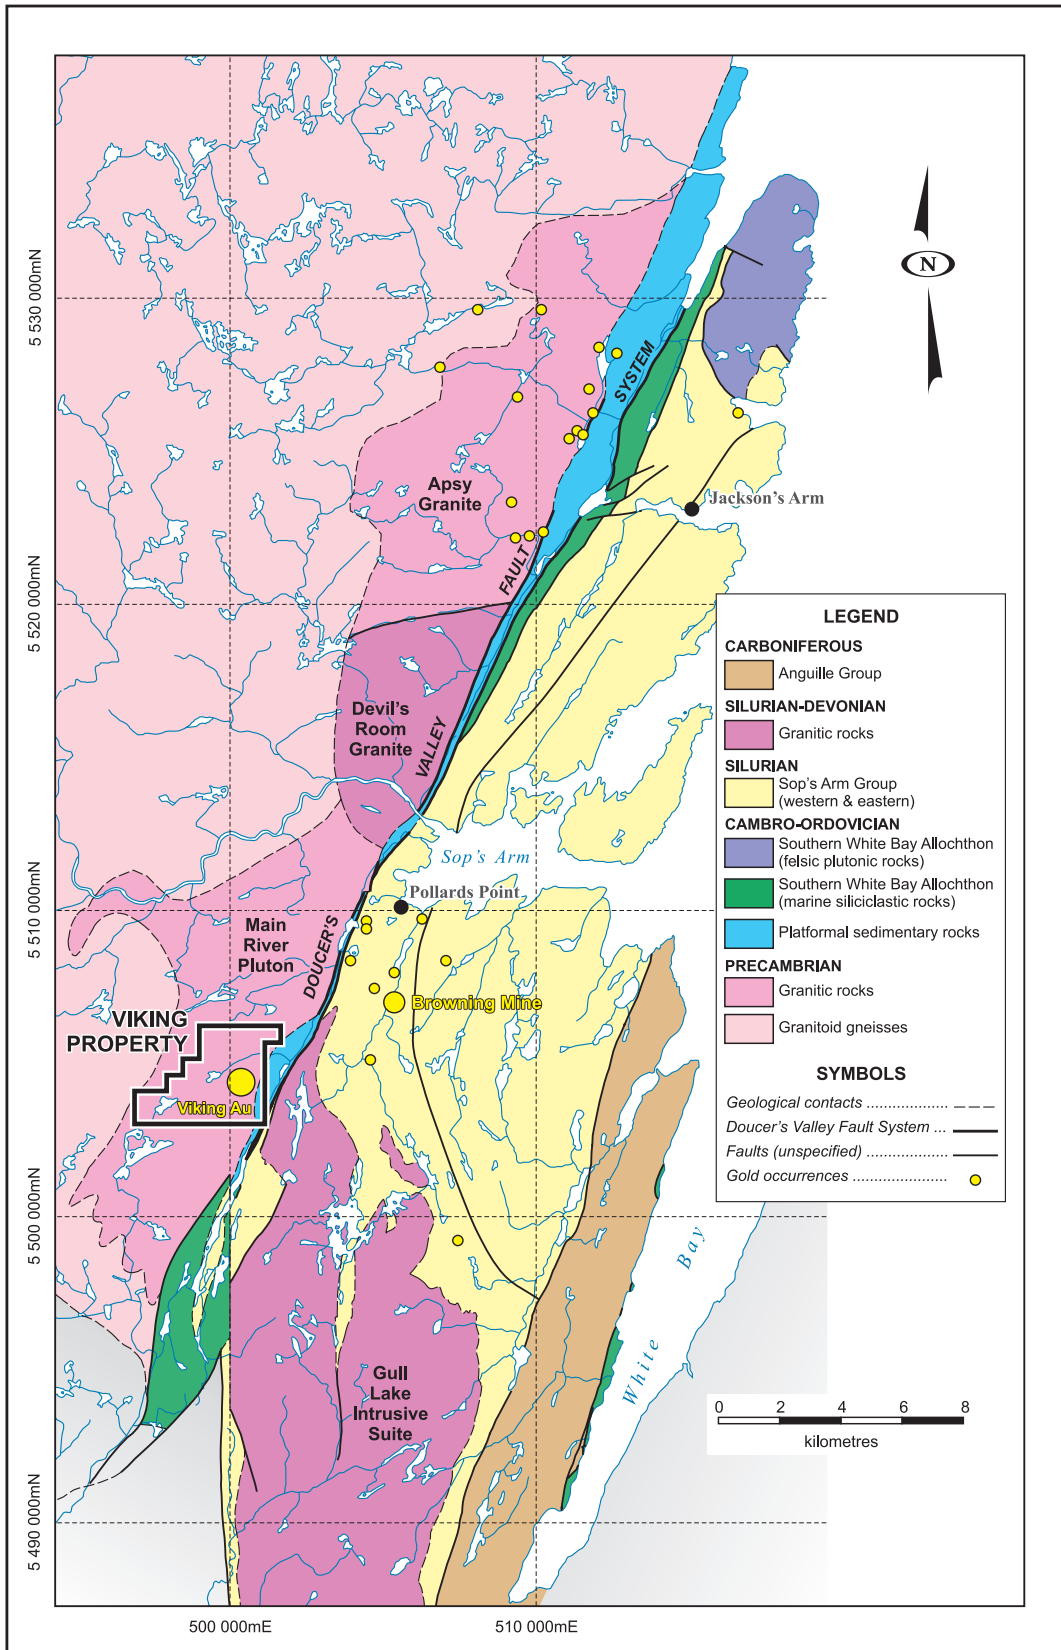 N
5 530 000mN
5 520 000mN
5 510 000mN
5 500 000mN
5 490 000mN
500 000mE
510 000mE
Apsy
Granite
SYSTEM
FAULT
VALLEY
DOUCER'S
Jackson's Arm
Devil's
Room
Granite
Sop's Arm
Pollards Point
Main
River
Pluton
Browning Mine
VIKING
PROPERTY
Viking Au
Gull
Lake
Intrusive
Suite
White Bay
LEGEND
CARBONIFEROUS
Anguille Group
SILURIAN-DEVONIAN
Granitic rocks
SILURIAN
Sop's Arm Group
(western & eastern)
CAMBRO-ORDOVICIAN
Southern White Bay Allochthon
(felsic plutonic rocks)
Southern White Bay Allochthon
(marine siliciclastic rocks)
Platformal sedimentary rocks
PRECAMBRIAN
Granitic rocks
Granitoid gneisses
SYMBOLS
Geological contacts ......................
Doucer's Valley Fault System ...
Faults (unspecified) ......................
Gold occurrences ......................
0 2 4 6 8
kilometres